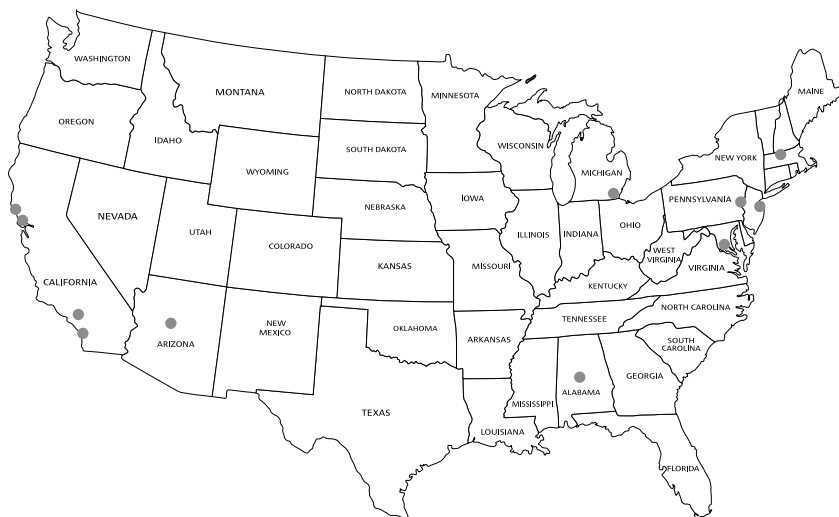 WASHINGTON
MONTANA
NORTH DAKOTA
MINNESOTA
MAINE
OREGON
IDAHO
SOUTH DAKOTA
WISCONSIN
MICHIGAN
NEW YORK
WYOMING
NEBRASKA
IOWA
PENNSYLVANIA
NEVADA
UTAH
COLORADO
ILLINOIS
INDIANA
OHIO
KANSAS
MISSOURI
WEST
VIRGINIA
VIRGINIA
CALIFORNIA
KENTUCKY
NORTH CAROLINA
ARIZONA
NEW
MEXICO
OKLAHOMA
ARKANSAS
TENNESSEE
SOUTH
CAROLINA
TEXAS
MISSISSIPPI
ALABAMA
GEORGIA
LOUISIANA
FLORIDA